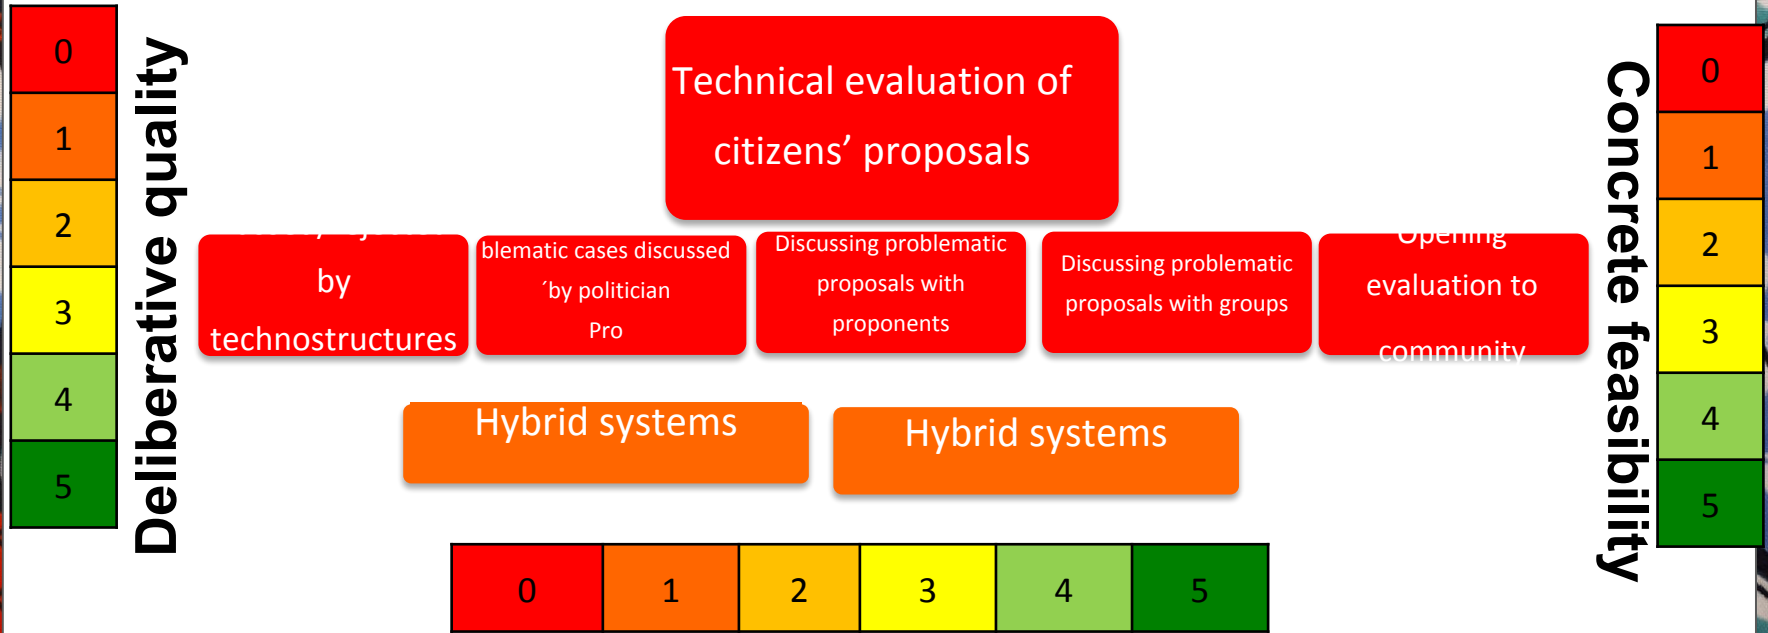 0
1
2
3
4
5
Deliberative quality
Technical evaluation of
citizens’ proposals
by
technostructures
blematic cases discussed
´by politician
Pro
Discussing problematic
proposals with
proponents
Discussing problematic
proposals with groups
Opening
evaluation to
community
Hybrid systems
Hybrid systems
0 1 2 3 4 5
Concrete feasibility
0
1
2
3
4
5